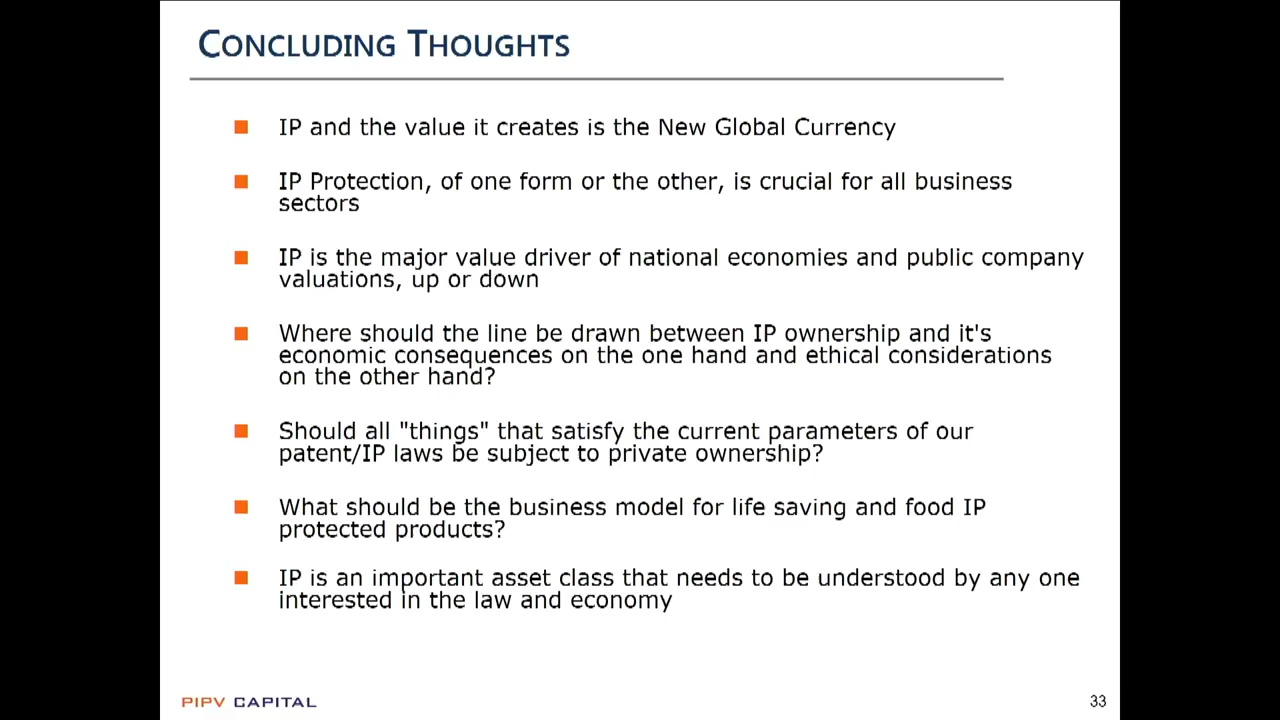 CONCLUDING THOUGHTS
IP and the value it creates is the New Global Currency
IP Protection, of one form or the other, is crucial for all business
sectors
IP is the major value driver of national economies and public company
valuations, up or down
Where should the line be drawn between IP ownership and it's
economic consequences on the one hand and ethical considerations
on the other hand?
Should all "things" that satisfy the current parameters of our
patent/IP laws be subject to private ownership?
What should be the business model for life saving and food IP
protected products?
IP is an important asset class that needs to be understood by any one
interested in the law and economy
PIPV CAPITAL
33